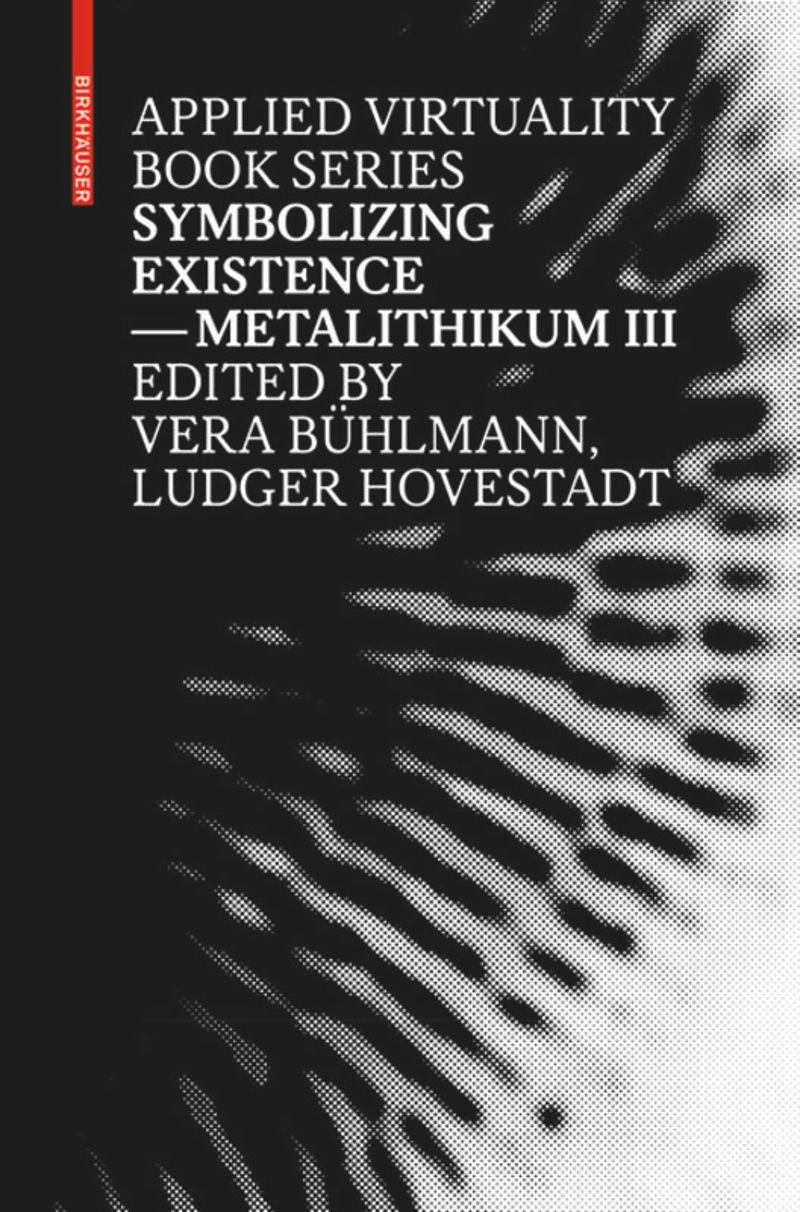 BIRKHÄUSER
APPLIED VIRTUALITY
BOOK SERIES
SYMBOLIZING
EXISTENCE
—METALITHIKUM III
EDITED BY
VERA BÜHLMANN,
LUDGER HOVESTADT